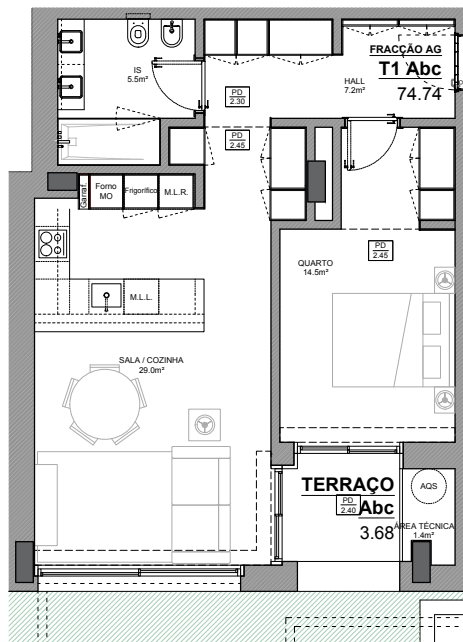 FRACÇÃO AG
T1 Abc
74.74
IS
5.5m²
HALL
7.2m²
PD
2.30
PD
2.45
Garraf.
Forno
MO
Frigorífico
M.L.R.
PD
2.45
QUARTO
14.5m²
M.L.L.
SALA / COZINHA
29.0m²
TERRAÇO
PD
2.40
Abc
3.68
AQS
ÁREA TÉCNICA
1.4m²